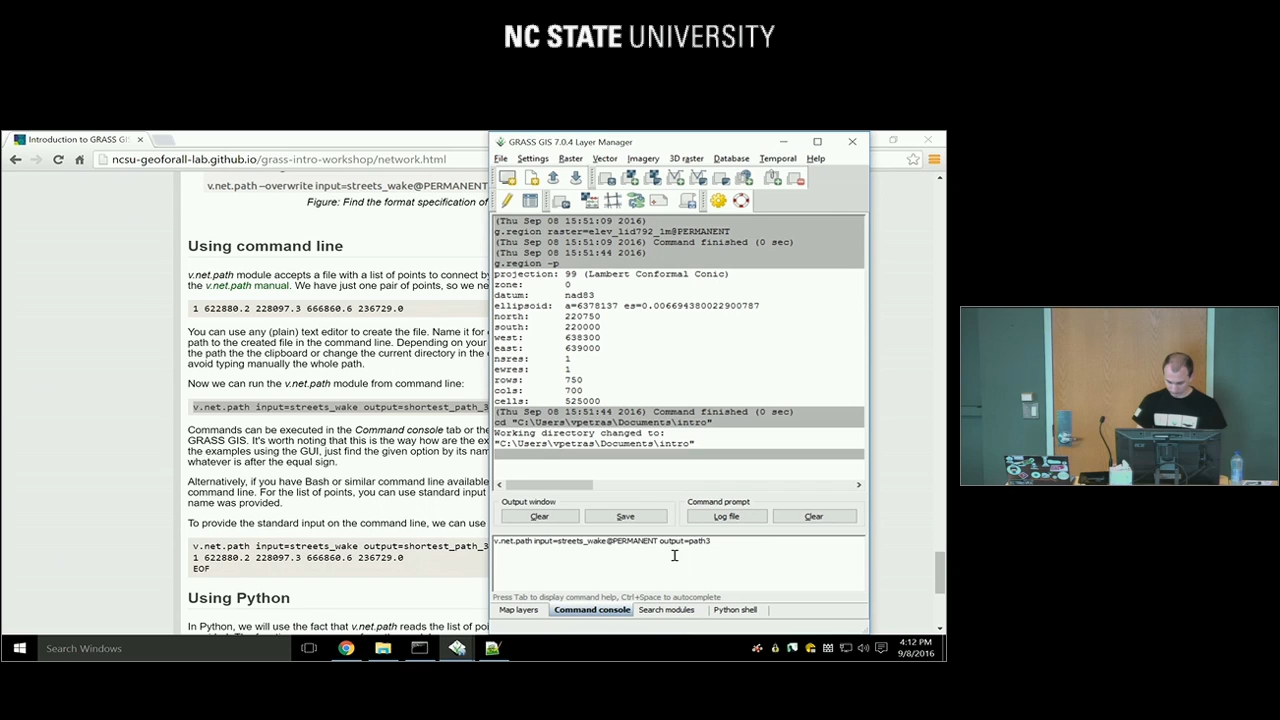 NC STATE UNIVERSITY
Introduction to GRASS GI
ncsu-geoforall-lab.github.io/grass-intro-workshop/network.html
v.net.path --overwrite input=streets_wake@PERMANENT
Figure: Find the format specification of
Using command line
v.net.path module accepts a file with a list of points to connect by
the v.net.path manual. We have just one pair of points, so we ne
1 622880.2 228097.3 666860.6 236729.0
You can use any (plain) text editor to create the file. Name it for e
path to the created file in the command line. Depending on your
the path the the clipboard or change the current directory in the c
avoid typing manually the whole path.
Now we can run the v.net.path module from command line:
v.net.path input=streets_wake output=shortest_path_3
Commands can be executed in the Command console tab or the
GRASS GIS. It's worth noting that this is the way how are the ex
the examples using the GUI, just find the given option by its nam
whatever is after the equal sign.
Alternatively, if you have Bash or similar command line available
command line. For the list of points, you can use standard input
name was provided.
To provide the standard input on the command line, we can use
v.net.path input=streets_wake output=shortest_path_3
1 622880.2 228097.3 666860.6 236729.0
EOF
Using Python
In Python, we will use the fact that v.net.path reads the list of poi
GRASS GIS 7.0.4 Layer Manager
File Settings Raster Vector Imagery 3D raster Database Temporal Help
(Thu Sep 08 15:51:09 2016)
g.region raster=elev_lid792_1m@PERMANENT
(Thu Sep 08 15:51:09 2016) Command finished (0 sec)
(Thu Sep 08 15:51:44 2016)
g.region -p
projection: 99 (Lambert Conformal Conic)
zone: 0
datum: nad83
ellipsoid: a=6378137 es=0.006694380022900787
north: 220750
south: 220000
west: 638300
east: 639000
nsres: 1
ewres: 1
rows: 750
cols: 700
cells: 525000
(Thu Sep 08 15:51:44 2016) Command finished (0 sec)
cd "C:\Users\vpetras\Documents\intro"
Working directory changed to:
"C:\Users\vpetras\Documents\intro"
Output window Command prompt
Clear Save Log file Clear
v.net.path input=streets_wake@PERMANENT output=path3
Press Tab to display command help, Ctrl+Space to autocomplete
Map layers Command console Search modules Python shell
Search Windows
4:12 PM
9/8/2016